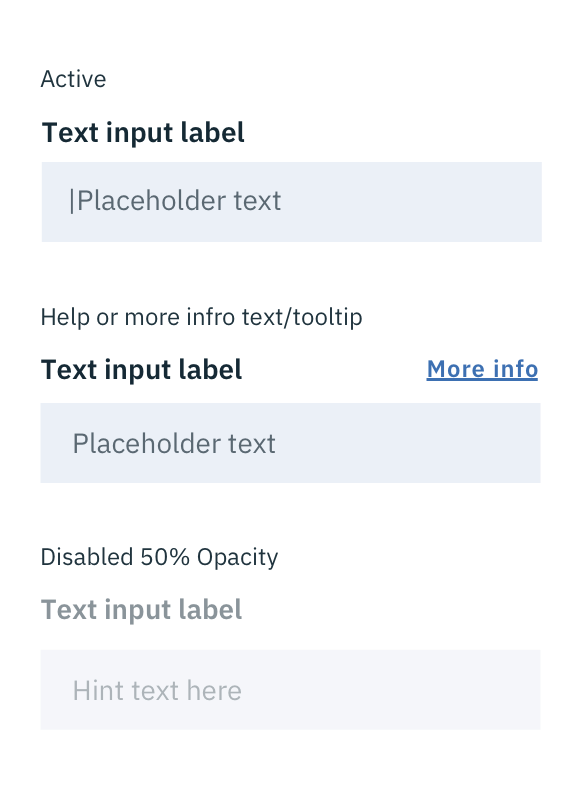 Active
Text input label
|Placeholder text
Help or more infro text/tooltip
Text input label More info
Placeholder text
Disabled 50% Opacity
Text input label
Hint text here